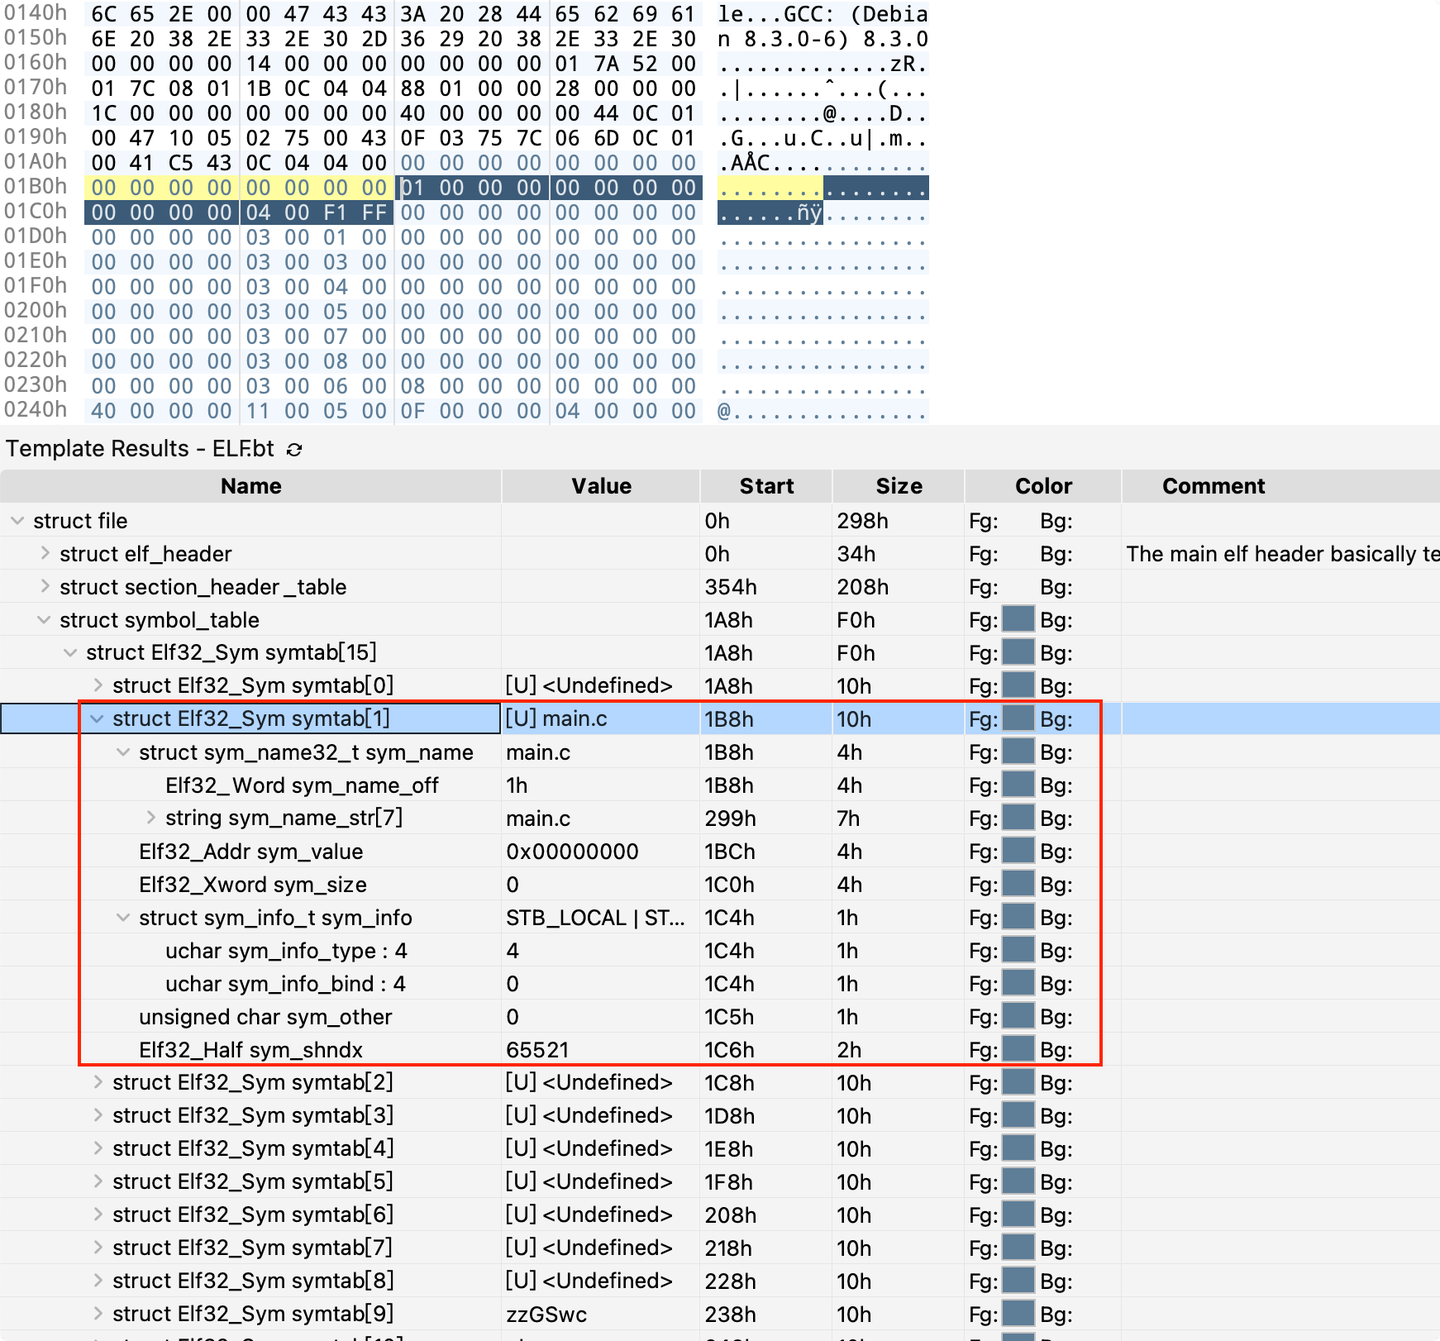 0140h 6C 65 2E 00 00 47 43 43 3A 20 28 44 65 62 69 61 le...GCC: (Debia
0150h 6E 20 38 2E 33 2E 30 2D 36 29 20 38 2E 33 2E 30 n 8.3.0-6) 8.3.0
0160h 00 00 00 00 14 00 00 00 00 00 00 00 01 7A 52 00 .............zR.
0170h 01 7C 08 01 1B 0C 04 04 88 01 00 00 28 00 00 00 .|......ˆ...(...
0180h 1C 00 00 00 00 00 00 00 40 00 00 00 00 44 0C 01 ........@....D..
0190h 00 47 10 05 02 75 00 43 0F 03 75 7C 06 6D 0C 01 .G...u.C..u|.m..
01A0h 00 41 C5 43 0C 04 04 00 00 00 00 00 00 00 00 00 .AÅC............
01B0h 00 00 00 00 00 00 00 00 01 00 00 00 00 00 00 00 ................
01C0h 00 00 00 00 04 00 F1 FF 00 00 00 00 00 00 00 00 ......ñÿ........
01D0h 00 00 00 00 03 00 01 00 00 00 00 00 00 00 00 00 ................
01E0h 00 00 00 00 03 00 03 00 00 00 00 00 00 00 00 00 ................
01F0h 00 00 00 00 03 00 04 00 00 00 00 00 00 00 00 00 ................
0200h 00 00 00 00 03 00 05 00 00 00 00 00 00 00 00 00 ................
0210h 00 00 00 00 03 00 07 00 00 00 00 00 00 00 00 00 ................
0220h 00 00 00 00 03 00 08 00 00 00 00 00 00 00 00 00 ................
0230h 00 00 00 00 03 00 06 00 08 00 00 00 00 00 00 00 ................
0240h 40 00 00 00 11 00 05 00 0F 00 00 00 04 00 00 00 @...............
Template Results - ELF.bt
Name Value Start Size Color Comment
struct file 0h 298h Fg: Bg:
struct elf_header 0h 34h Fg: Bg: The main elf header basically te
struct section_header_table 354h 208h Fg: Bg:
struct symbol_table 1A8h F0h Fg: Bg:
struct Elf32_Sym symtab[15] 1A8h F0h Fg: Bg:
struct Elf32_Sym symtab[0] [U] <Undefined> 1A8h 10h Fg: Bg:
struct Elf32_Sym symtab[1] [U] main.c 1B8h 10h Fg: Bg:
struct sym_name32_t sym_name main.c 1B8h 4h Fg: Bg:
Elf32_Word sym_name_off 1h 1B8h 4h Fg: Bg:
string sym_name_str[7] main.c 299h 7h Fg: Bg:
Elf32_Addr sym_value 0x00000000 1BCh 4h Fg: Bg:
Elf32_Xword sym_size 0 1C0h 4h Fg: Bg:
struct sym_info_t sym_info STB_LOCAL | ST... 1C4h 1h Fg: Bg:
uchar sym_info_type : 4 4 1C4h 1h Fg: Bg:
uchar sym_info_bind : 4 0 1C4h 1h Fg: Bg:
unsigned char sym_other 0 1C5h 1h Fg: Bg:
Elf32_Half sym_shndx 65521 1C6h 2h Fg: Bg:
struct Elf32_Sym symtab[2] [U] <Undefined> 1C8h 10h Fg: Bg:
struct Elf32_Sym symtab[3] [U] <Undefined> 1D8h 10h Fg: Bg:
struct Elf32_Sym symtab[4] [U] <Undefined> 1E8h 10h Fg: Bg:
struct Elf32_Sym symtab[5] [U] <Undefined> 1F8h 10h Fg: Bg:
struct Elf32_Sym symtab[6] [U] <Undefined> 208h 10h Fg: Bg:
struct Elf32_Sym symtab[7] [U] <Undefined> 218h 10h Fg: Bg:
struct Elf32_Sym symtab[8] [U] <Undefined> 228h 10h Fg: Bg:
struct Elf32_Sym symtab[9] zzGSwc 238h 10h Fg: Bg: